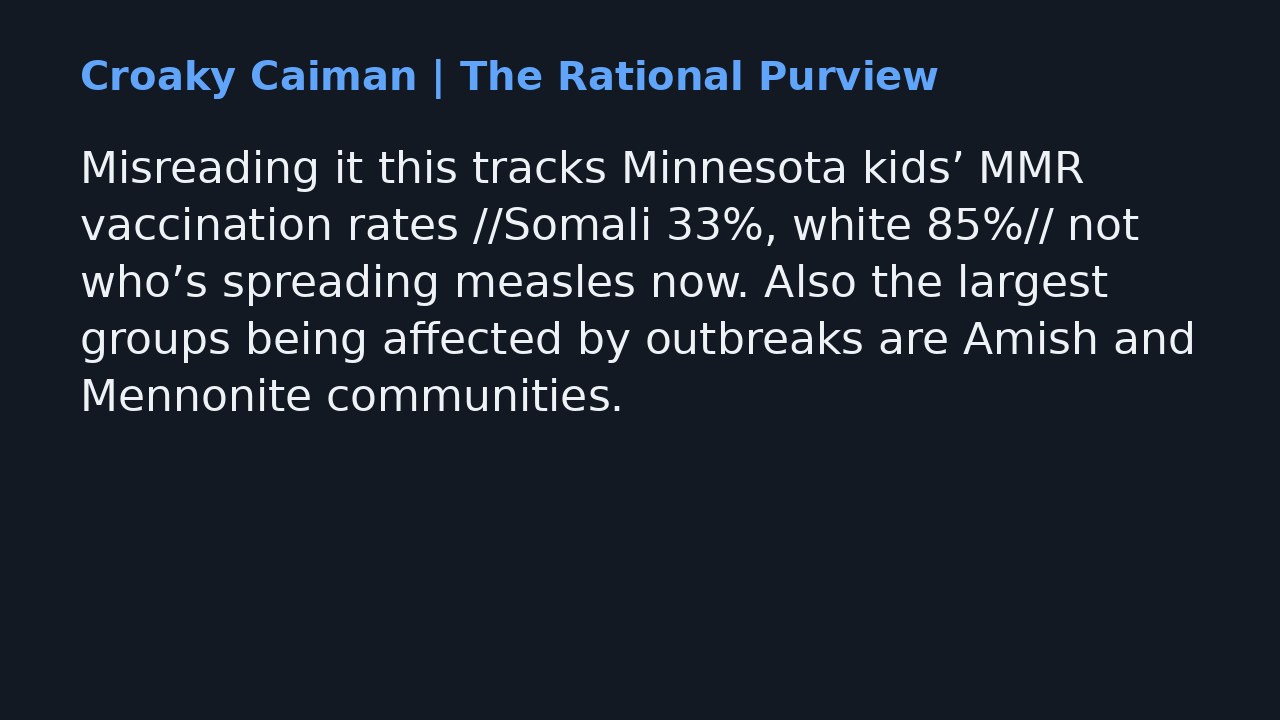 Croaky Caiman | The Rational Purview
Misreading it this tracks Minnesota kids’ MMR
vaccination rates //Somali 33%, white 85%// not
who’s spreading measles now. Also the largest
groups being affected by outbreaks are Amish and
Mennonite communities.